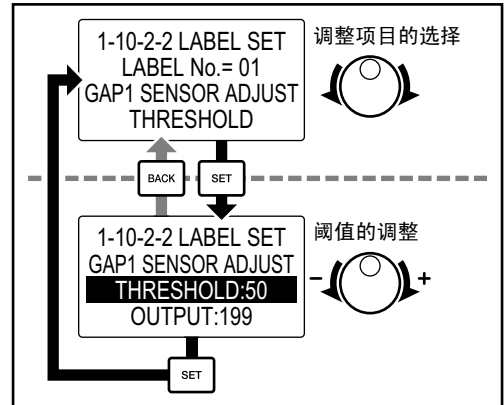 1-10-2-2 LABEL SET
LABEL No.= 01
GAP1 SENSOR ADJUST
THRESHOLD
调整项目的选择
BACK
SET
1-10-2-2 LABEL SET
GAP1 SENSOR ADJUST
THRESHOLD:50
OUTPUT:199
阈值的调整
- +
SET